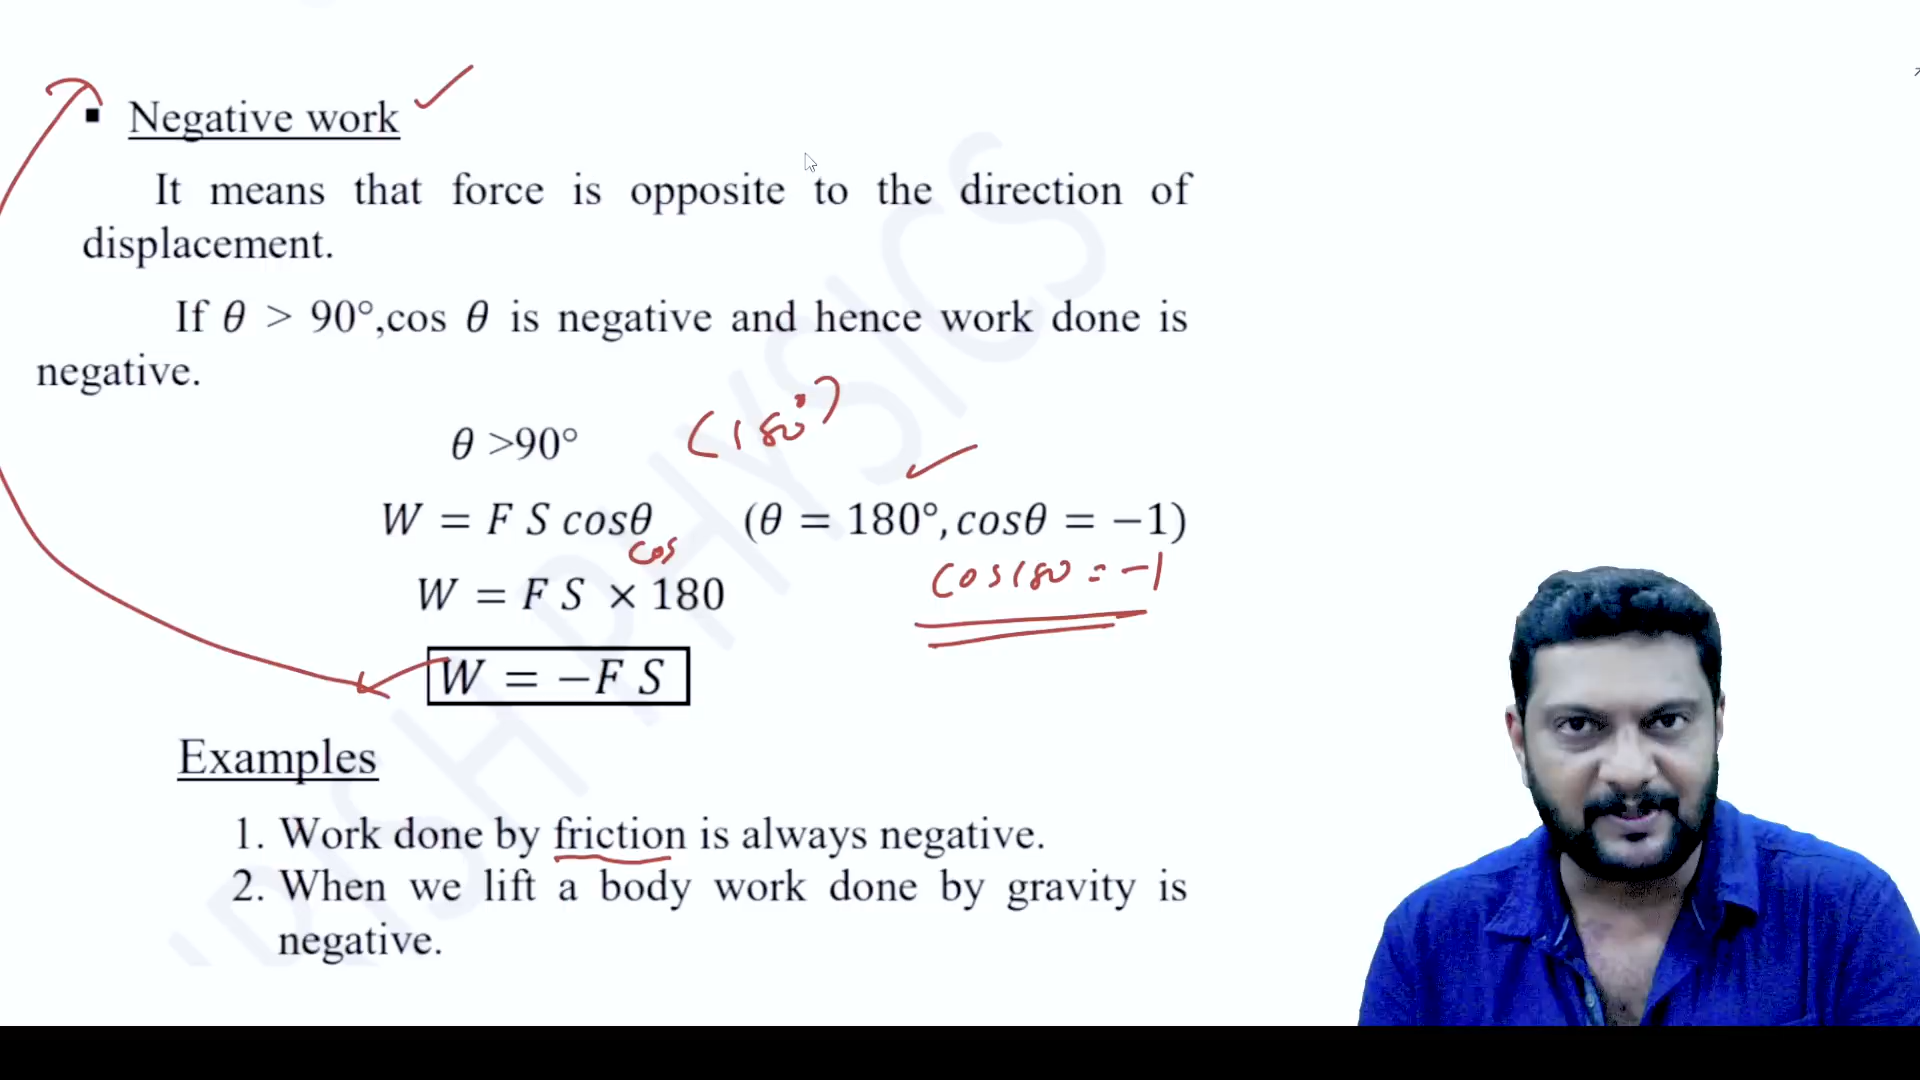 ▪ Negative work
It means that force is opposite to the direction of
displacement.
If θ > 90°,cos θ is negative and hence work done is
negative.
θ >90° (180°)
W = F S cosθ (θ = 180°, cosθ = −1)
cos
W = F S × 180 cos180 = -1
W = −F S
Examples
1. Work done by friction is always negative.
2. When we lift a body work done by gravity is
negative.
PHYSICS